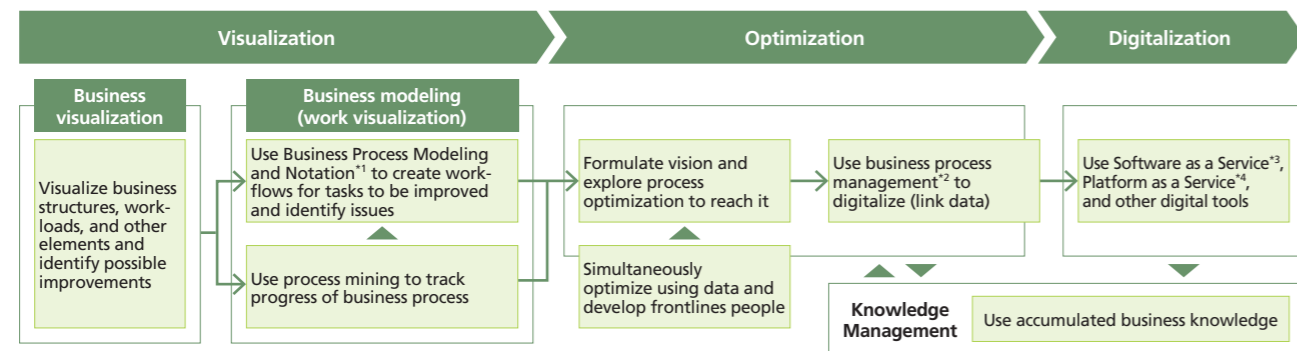 Visualization
Optimization
Digitalization
Business
visualization
Visualize business
structures, work-
loads, and other
elements and
identify possible
improvements
Business modeling
(work visualization)
Use Business Process Modeling
and Notation*1 to create work-
flows for tasks to be improved
and identify issues
Use process mining to track
progress of business process
Formulate vision and
explore process
optimization to reach it
Simultaneously
optimize using data and
develop frontlines people
Use business process
management*2 to
digitalize (link data)
Use Software as a Service*3,
Platform as a Service*4,
and other digital tools
Knowledge
Management
Use accumulated business knowledge